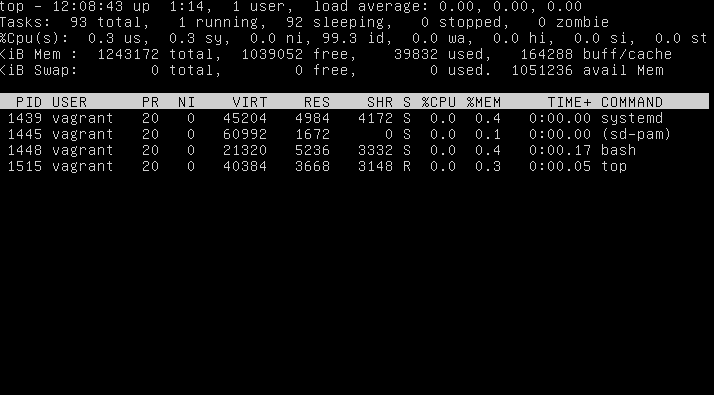 top - 12:08:43 up  1:14,  1 user,  load average: 0.00, 0.00, 0.00
Tasks:  93 total,   1 running,  92 sleeping,   0 stopped,   0 zombie
%Cpu(s):  0.3 us,  0.3 sy,  0.0 ni, 99.3 id,  0.0 wa,  0.0 hi,  0.0 si,  0.0 st
KiB Mem :  1243172 total,  1039052 free,    39832 used,   164288 buff/cache
KiB Swap:        0 total,        0 free,        0 used.  1051236 avail Mem
  PID USER      PR  NI    VIRT    RES    SHR S %CPU %MEM     TIME+ COMMAND
 1439 vagrant   20   0   45204   4984   4172 S  0.0  0.4   0:00.00 systemd
 1445 vagrant   20   0   60992   1672      0 S  0.0  0.1   0:00.00 (sd-pam)
 1448 vagrant   20   0   21320   5236   3332 S  0.0  0.4   0:00.17 bash
 1515 vagrant   20   0   40384   3668   3148 R  0.0  0.3   0:00.05 top